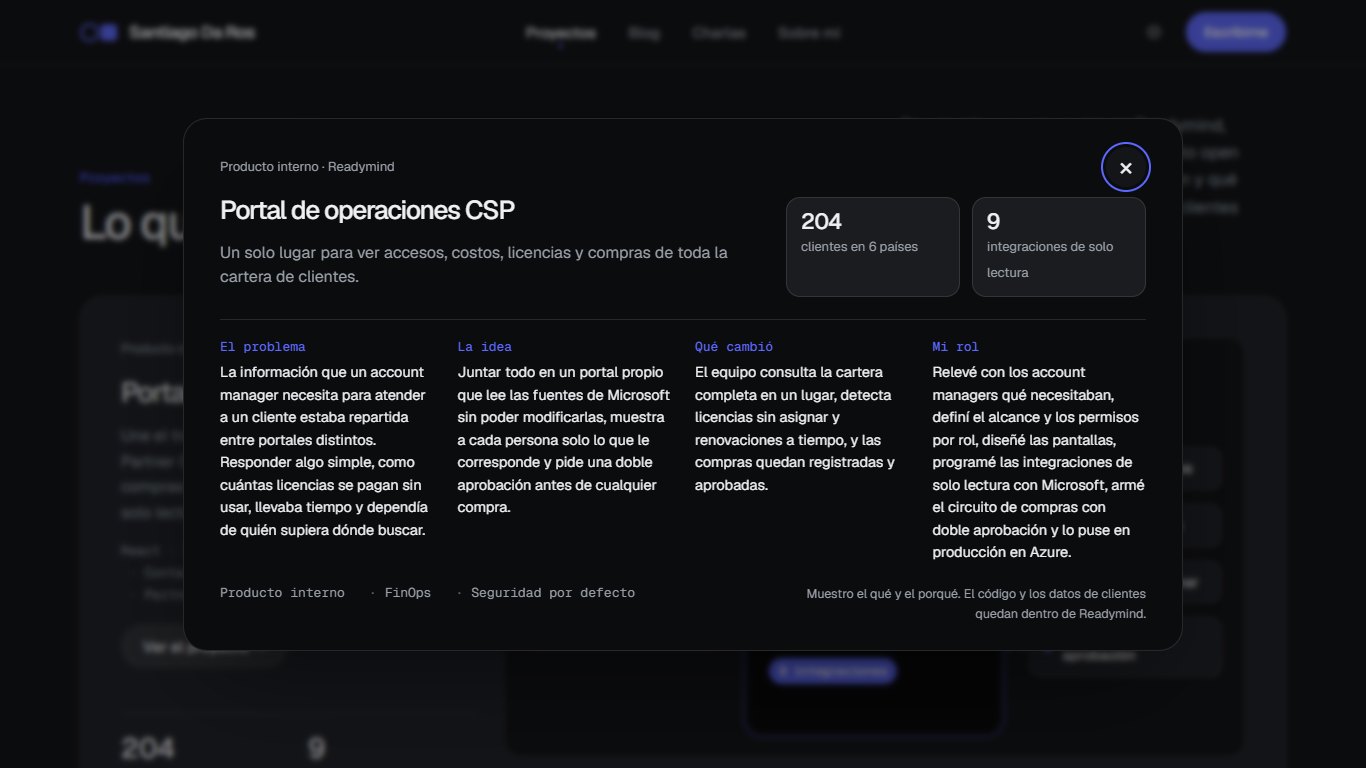 Santiago Da Ros
Proyectos
Blog
Charlas
Sobre mí
Escribime
Proyectos
Lo qu
Producto interno · Readymind
Portal de operaciones CSP
Un solo lugar para ver accesos, costos, licencias y compras de toda la
cartera de clientes.
204
clientes en 6 países
9
integraciones de solo
lectura
El problema
La información que un account
manager necesita para atender
a un cliente estaba repartida
entre portales distintos.
Responder algo simple, como
cuántas licencias se pagan sin
usar, llevaba tiempo y dependía
de quién supiera dónde buscar.
La idea
Juntar todo en un portal propio
que lee las fuentes de Microsoft
sin poder modificarlas, muestra
a cada persona solo lo que le
corresponde y pide una doble
aprobación antes de cualquier
compra.
Qué cambió
El equipo consulta la cartera
completa en un lugar, detecta
licencias sin asignar y
renovaciones a tiempo, y las
compras quedan registradas y
aprobadas.
Mi rol
Relevé con los account
managers qué necesitaban,
definí el alcance y los permisos
por rol, diseñé las pantallas,
programé las integraciones de
solo lectura con Microsoft, armé
el circuito de compras con
doble aprobación y lo puse en
producción en Azure.
Producto interno · FinOps · Seguridad por defecto
Muestro el qué y el porqué. El código y los datos de clientes
quedan dentro de Readymind.
204
9